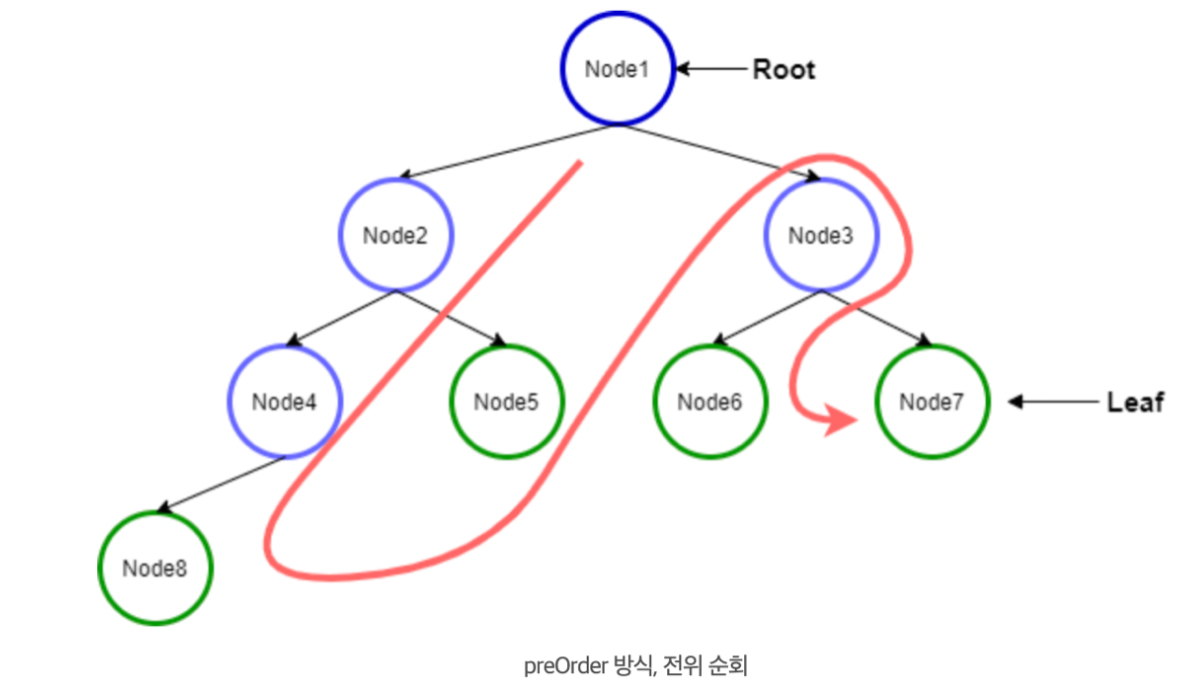 Node1
Root
Node2
Node3
Node4
Node5
Node6
Node7
Leaf
Node8
preOrder 방식, 전위 순회